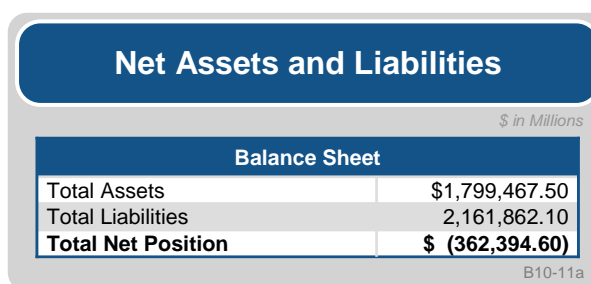 Net Assets and Liabilities
$ in Millions
Balance Sheet
Total Assets $1,799,467.50
Total Liabilities 2,161,862.10
Total Net Position $ (362,394.60)
B10-11a